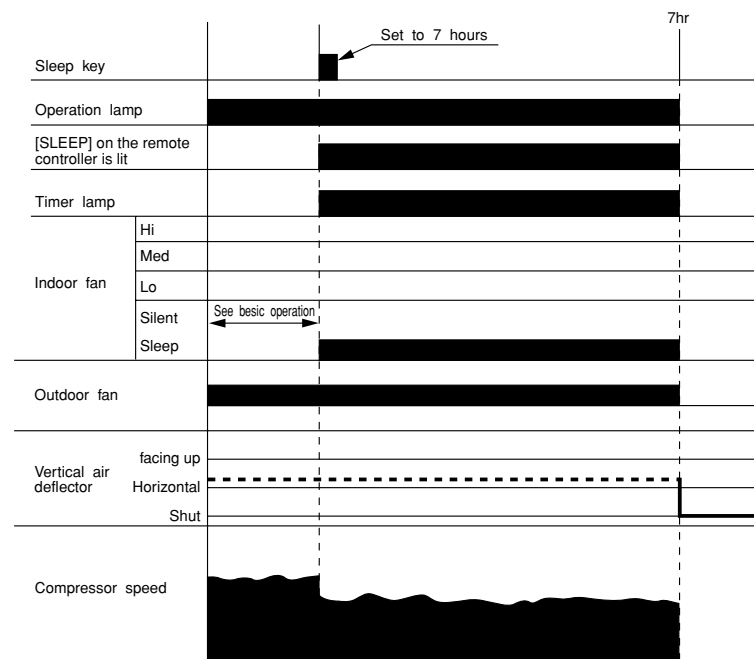 7hr
Set to 7 hours
Sleep key
Operation lamp
[SLEEP] on the remote
controller is lit
Timer lamp
Hi
Med
Indoor fan
Lo
Silent
See besic operation
Sleep
Outdoor fan
facing up
Vertical air
deflector
Horizontal
Shut
Compressor speed